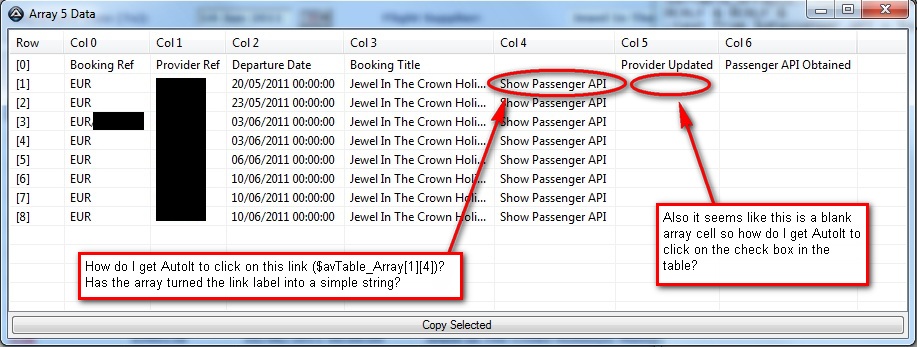 Array 5 Data
Row Col 0 Col 1 Col 2 Col 3 Col 4 Col 5 Col 6
[0] Booking Ref Provider Ref Departure Date Booking Title Provider Updated Passenger API Obtained
[1] EUR 20/05/2011 00:00:00 Jewel In The Crown Holi... Show Passenger API
[2] EUR 23/05/2011 00:00:00 Jewel In The Crown Holi... Show Passenger API
[3] EUR 03/06/2011 00:00:00 Jewel In The Crown Holi... Show Passenger API
[4] EUR 03/06/2011 00:00:00 Jewel In The Crown Holi... Show Passenger API
[5] EUR 06/06/2011 00:00:00 Jewel In The Crown Holi... Show Passenger API
[6] EUR 10/06/2011 00:00:00 Jewel In The Crown Holi... Show Passenger API
[7] EUR 10/06/2011 00:00:00 Jewel In The Crown Holi... Show Passenger API
[8] EUR 10/06/2011 00:00:00 Jewel In The Crown Holi... Show Passenger API
How do I get AutoIt to click on this link ($avTable_Array[1][4])?
Has the array turned the link label into a simple string?
Also it seems like this is a blank
array cell so how do I get AutoIt to
click on the check box in the
table?
Copy Selected